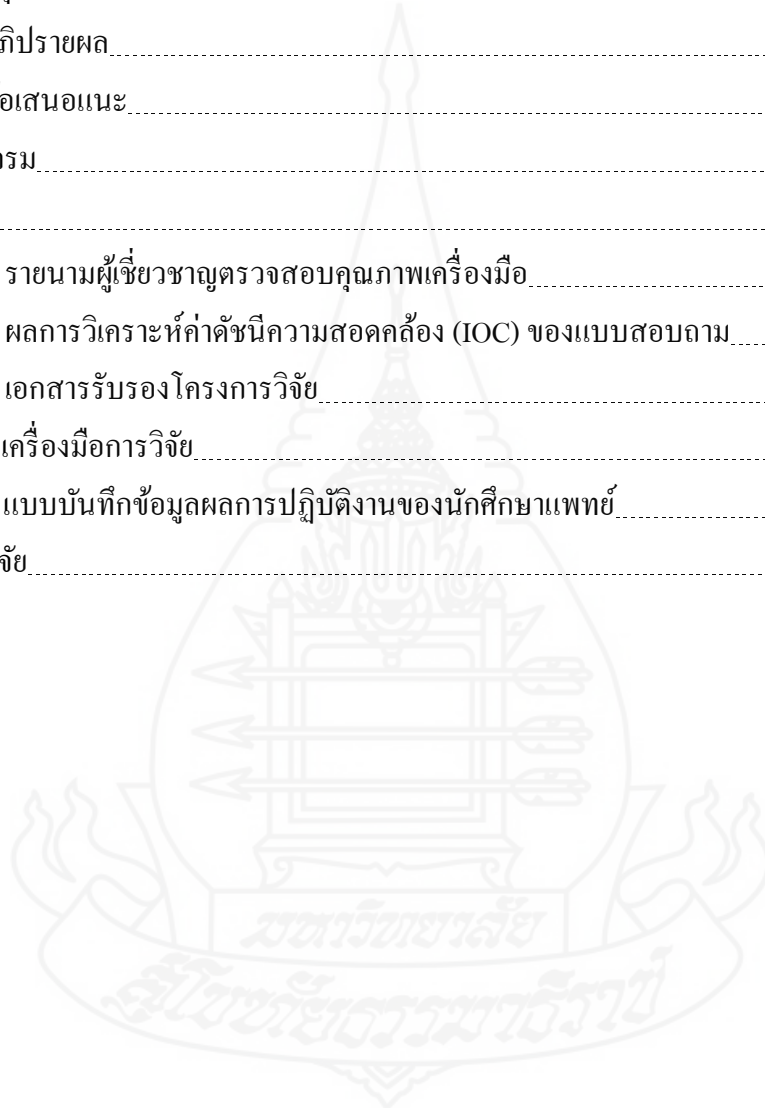 ภิปรายผล
อเสนอแนะ
รม
รายนามผู้เชี่ยวชาญตรวจสอบคุณภาพเครื่องมือ
ผลการวิเคราะห์ค่าดัชนีความสอดคล้อง (IOC) ของแบบสอบถาม
เอกสารรับรองโครงการวิจัย
เครื่องมือการวิจัย
แบบบันทึกข้อมูลผลการปฏิบัติงานของนักศึกษาแพทย์
จัย
มหาวิทยาลัย
สุโขทัยธรรมาธิราช